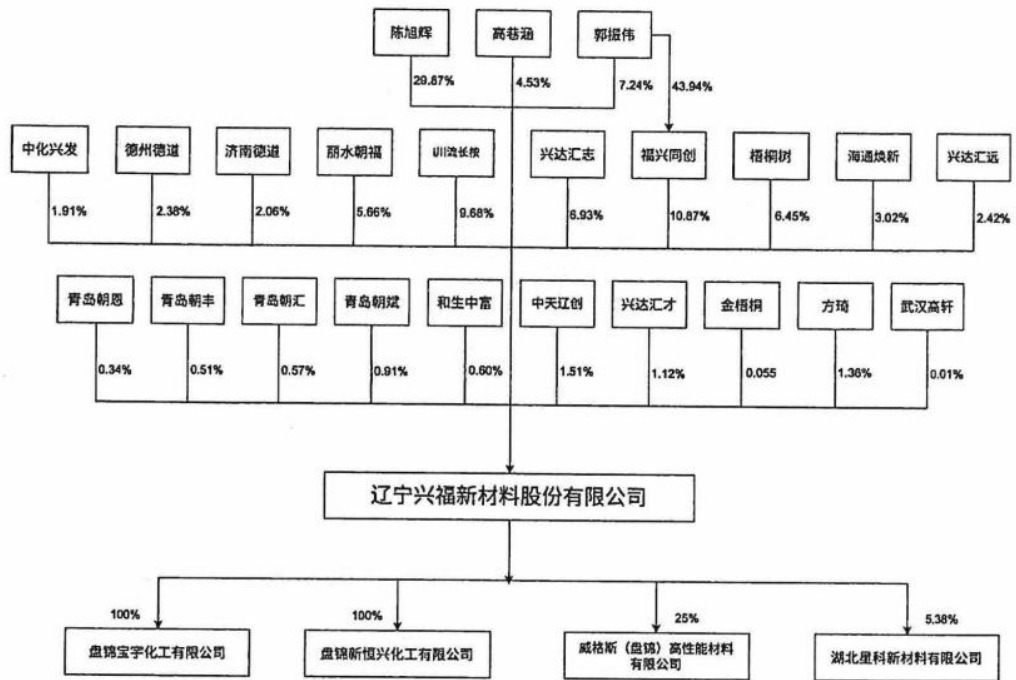 陈旭辉 高巷涵 郭振伟
29.87% 4.53% 7.24% 43.94%
中化兴发 德州德道 济南德道 丽水朝福 川流长桉 兴达汇志 福兴同创 梧桐树 海通焕新 兴达汇远
1.91% 2.38% 2.06% 5.66% 9.68% 6.93% 10.87% 6.45% 3.02% 2.42%
青岛朝恩 青岛朝丰 青岛朝汇 青岛朝斌 和生中富 中天辽创 兴达汇才 金梧桐 方琦 武汉高轩
0.34% 0.51% 0.57% 0.91% 0.60% 1.51% 1.12% 0.055 1.36% 0.01%
辽宁兴福新材料股份有限公司
100% 100% 25% 5.38%
盘锦宝宇化工有限公司 盘锦新恒兴化工有限公司 威格斯（盘锦）高性能材料
有限公司 湖北星科新材料有限公司